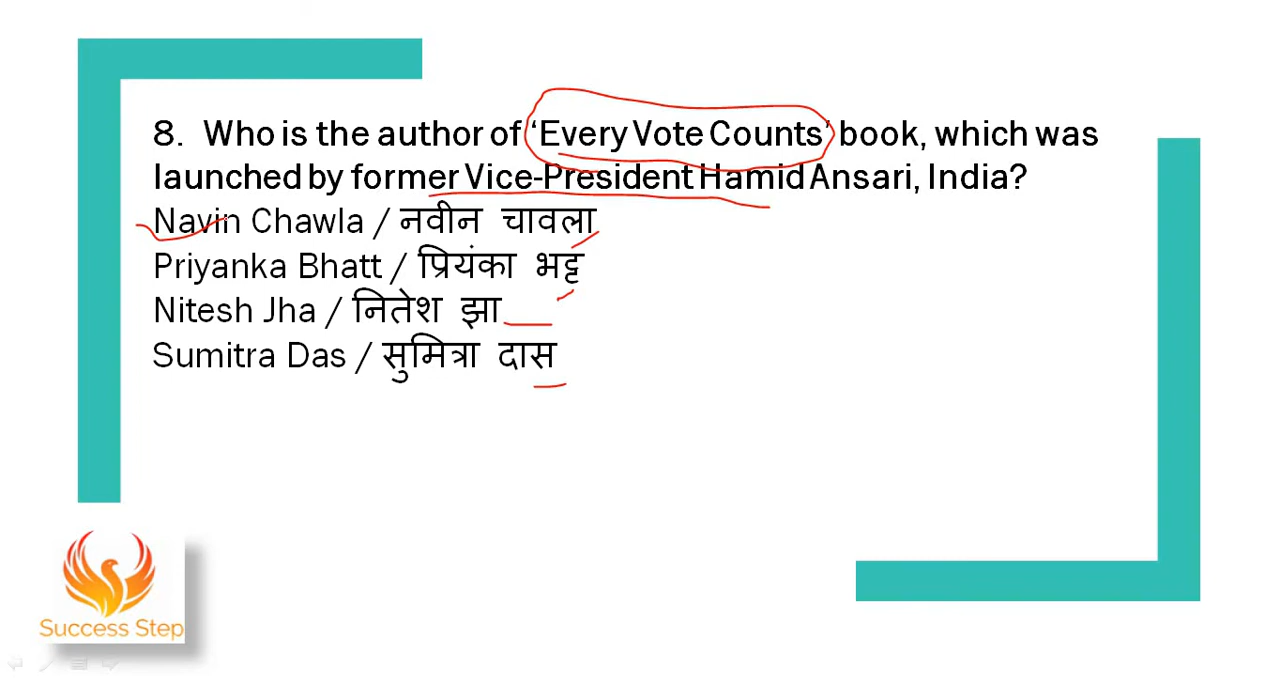 8. Who is the author of ‘Every Vote Counts’ book, which was
launched by former Vice-President Hamid Ansari, India?
Navin Chawla / नवीन चावला
Priyanka Bhatt / प्रियंका भट्ट
Nitesh Jha / नितेश झा
Sumitra Das / सुमित्रा दास
Success Step